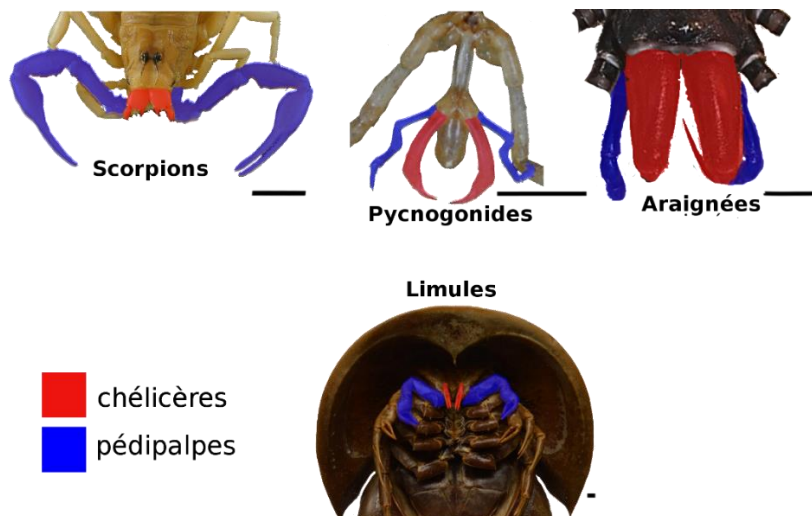 Scorpions
Pycnogonides
Araignées
Limules
chélicères
pédipalpes